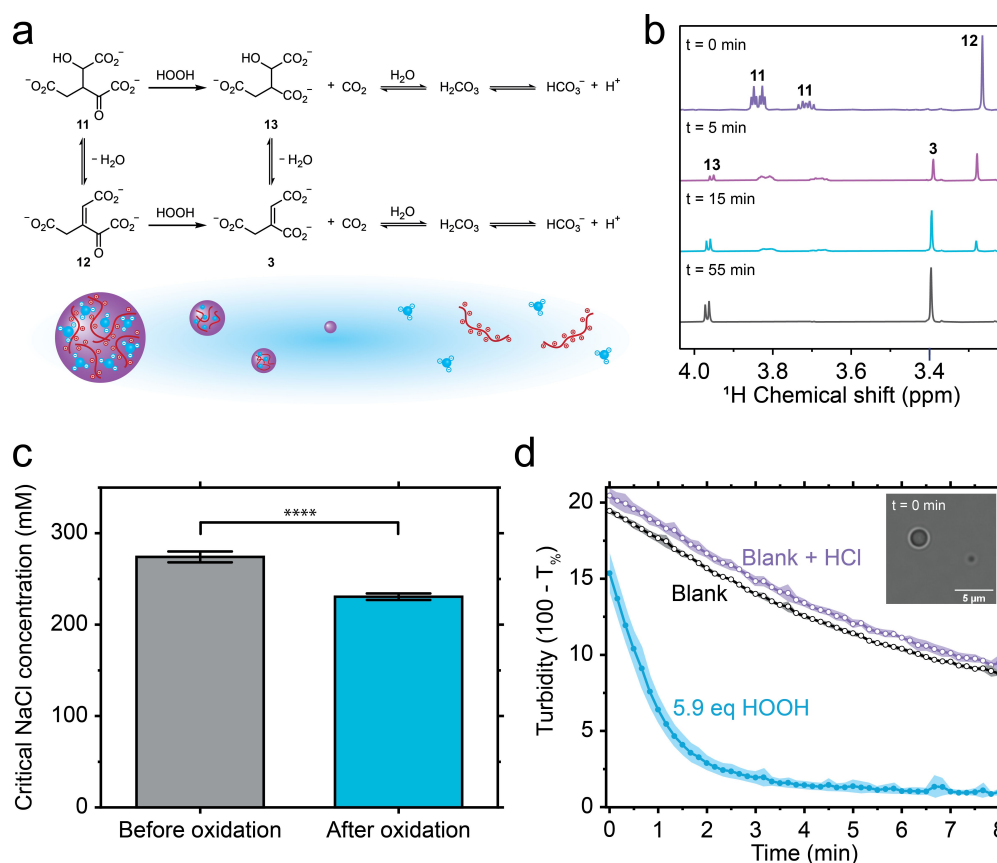 a
HO CO₂⁻ HO CO₂⁻
⁻O₂C CO₂⁻ HOOH ⁻O₂C CO₂⁻ + CO₂ H₂O H₂CO₃ HCO₃⁻ + H⁺
O
11 13
− H₂O − H₂O
CO₂⁻ CO₂⁻
⁻O₂C CO₂⁻ HOOH ⁻O₂C CO₂⁻ + CO₂ H₂O H₂CO₃ HCO₃⁻ + H⁺
O
12 3
b
t = 0 min
12
11
11
t = 5 min
13
3
t = 15 min
t = 55 min
4.0 3.8 3.6 3.4
¹H Chemical shift (ppm)
c
Critical NaCl concentration (mM)
300
200
100
0
****
Before oxidation After oxidation
d
Turbidity (100 - T%)
20
15
10
5
0
t = 0 min
5 µm
Blank + HCl
Blank
5.9 eq HOOH
0 1 2 3 4 5 6 7 8
Time (min)